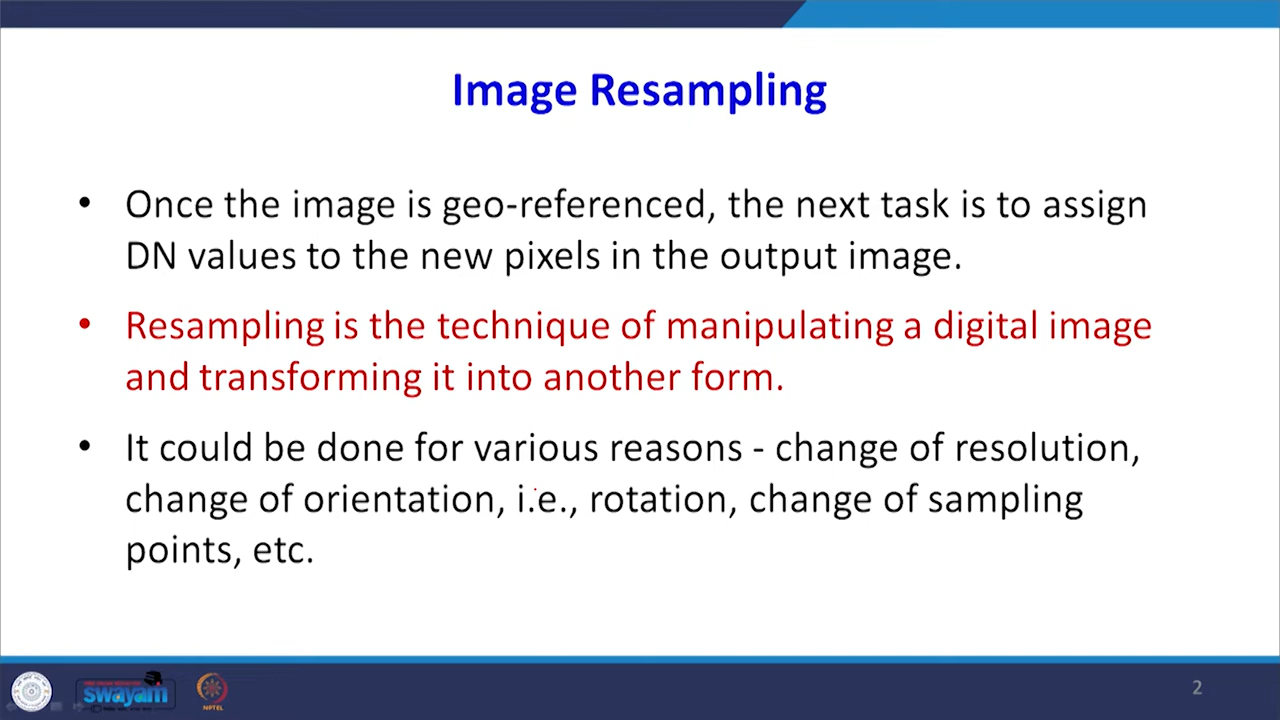 Image Resampling
• Once the image is geo-referenced, the next task is to assign
DN values to the new pixels in the output image.
• Resampling is the technique of manipulating a digital image
and transforming it into another form.
• It could be done for various reasons - change of resolution,
change of orientation, i.e., rotation, change of sampling
points, etc.
swayam
NPTEL
2